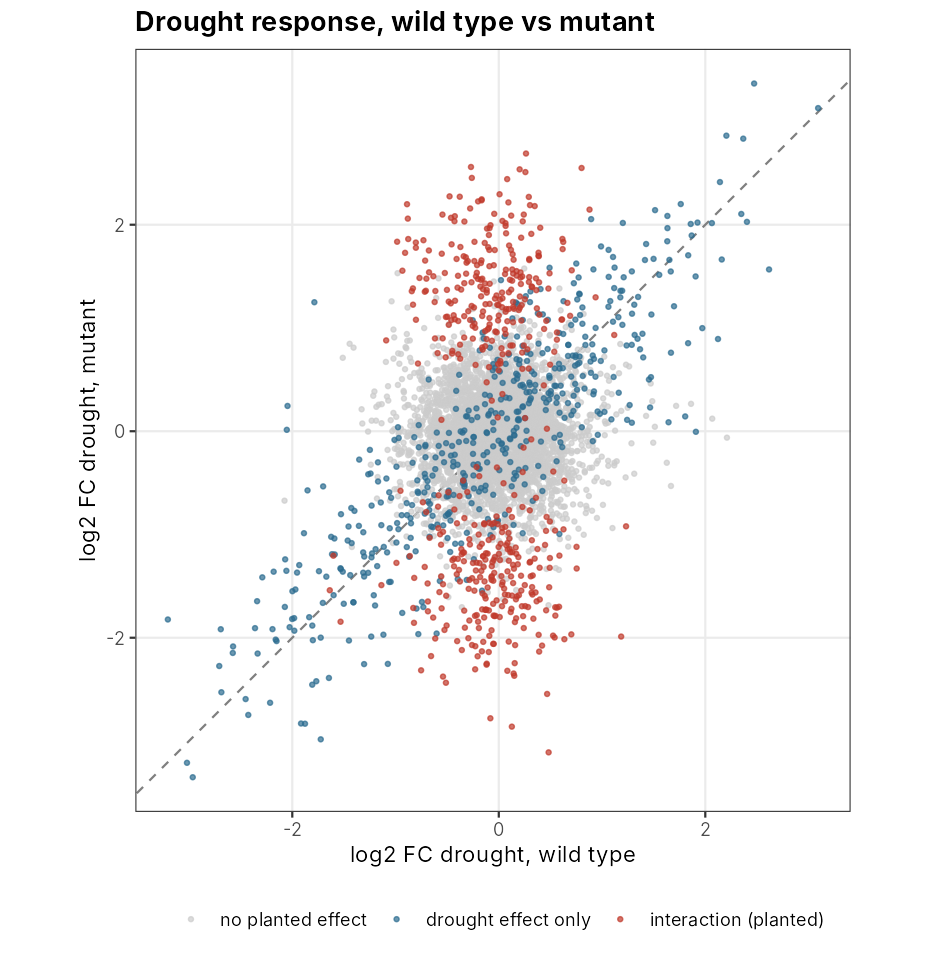 Drought response, wild type vs mutant
log2 FC drought, mutant
2
0
-2
-2 0 2
log2 FC drought, wild type
no planted effect drought effect only interaction (planted)